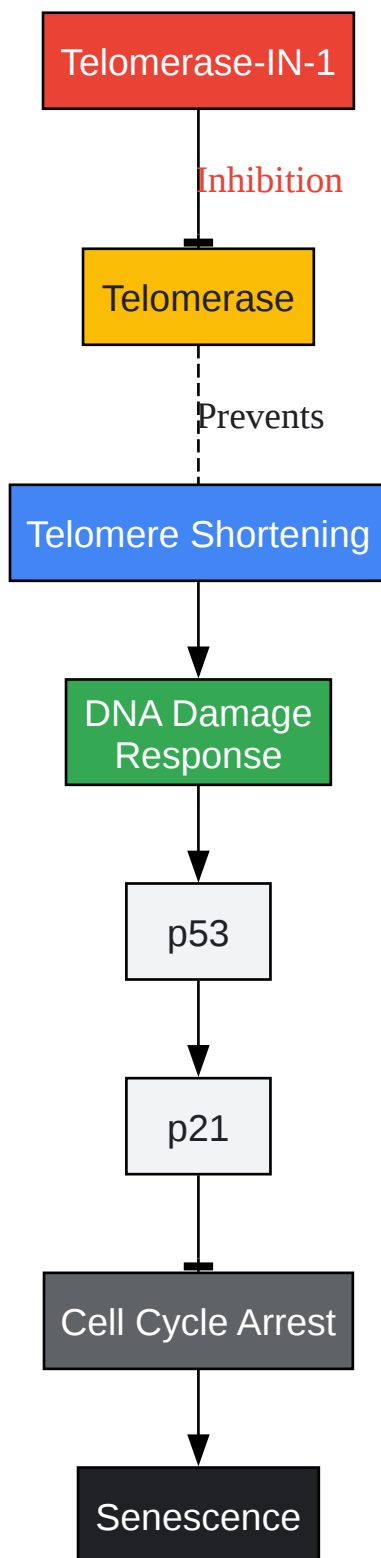 Telomerase-IN-1
Inhibition
Telomerase
Prevents
Telomere Shortening
DNA Damage
Response
p53
p21
Cell Cycle Arrest
Senescence